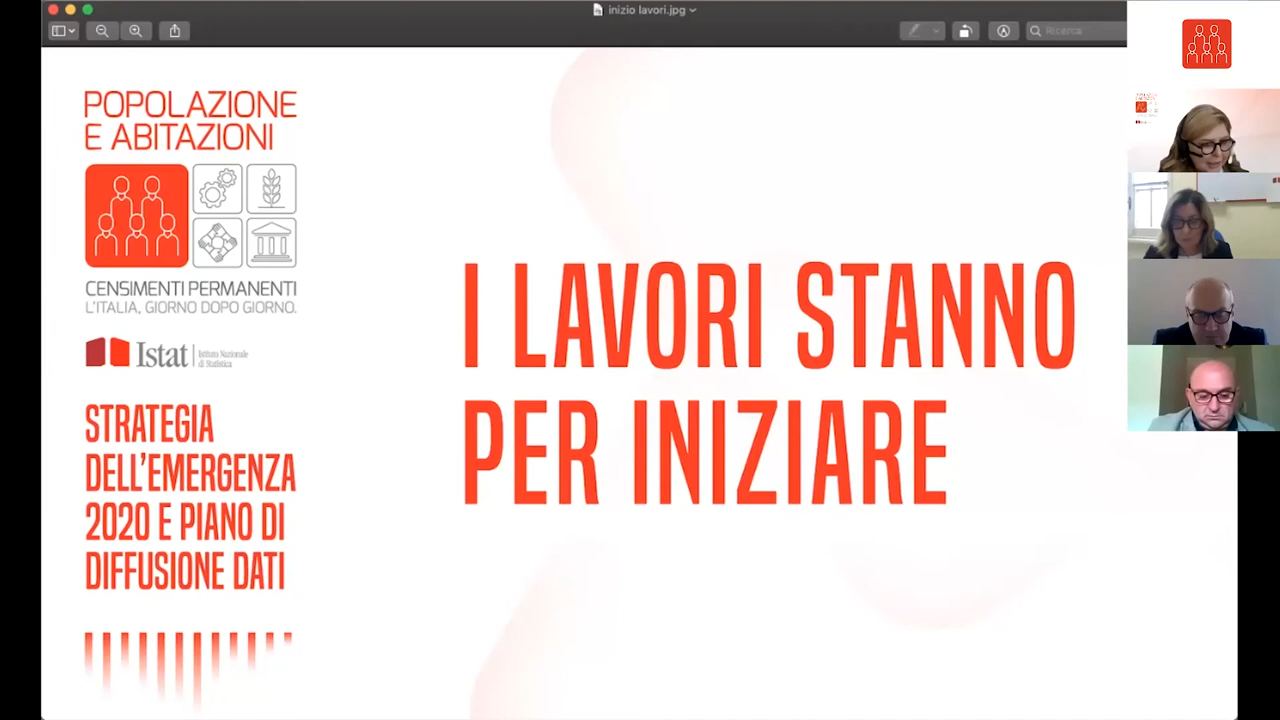 inizio lavori.jpg
Ricerca
POPOLAZIONE
E ABITAZIONI
CENSIMENTI PERMANENTI
L'ITALIA, GIORNO DOPO GIORNO.
Istat
Istituto Nazionale
di Statistica
STRATEGIA
DELL'EMERGENZA
2020 E PIANO DI
DIFFUSIONE DATI
I LAVORI STANNO
PER INIZIARE